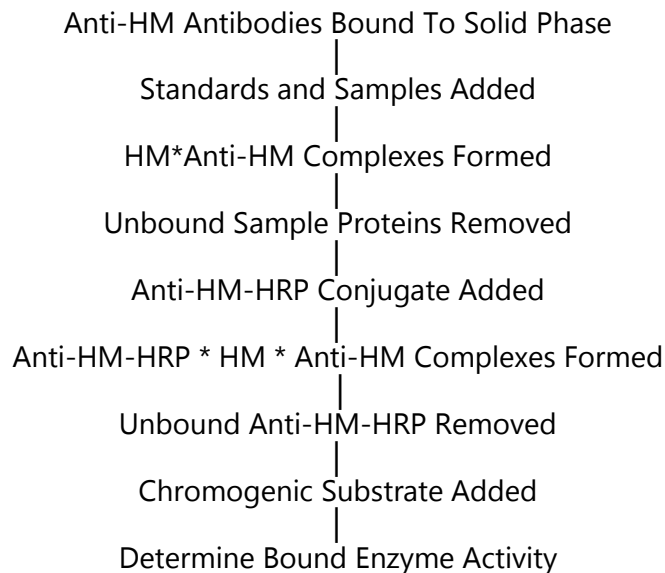 Anti-HM Antibodies Bound To Solid Phase
Standards and Samples Added
HM*Anti-HM Complexes Formed
Unbound Sample Proteins Removed
Anti-HM-HRP Conjugate Added
Anti-HM-HRP * HM * Anti-HM Complexes Formed
Unbound Anti-HM-HRP Removed
Chromogenic Substrate Added
Determine Bound Enzyme Activity